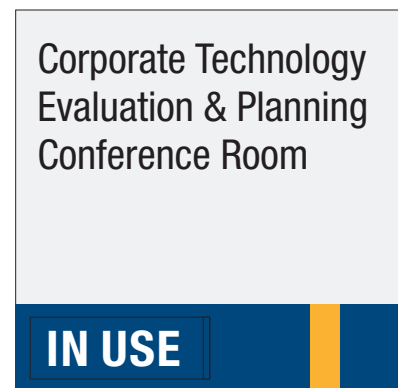 Corporate Technology
Evaluation & Planning
Conference Room
IN USE